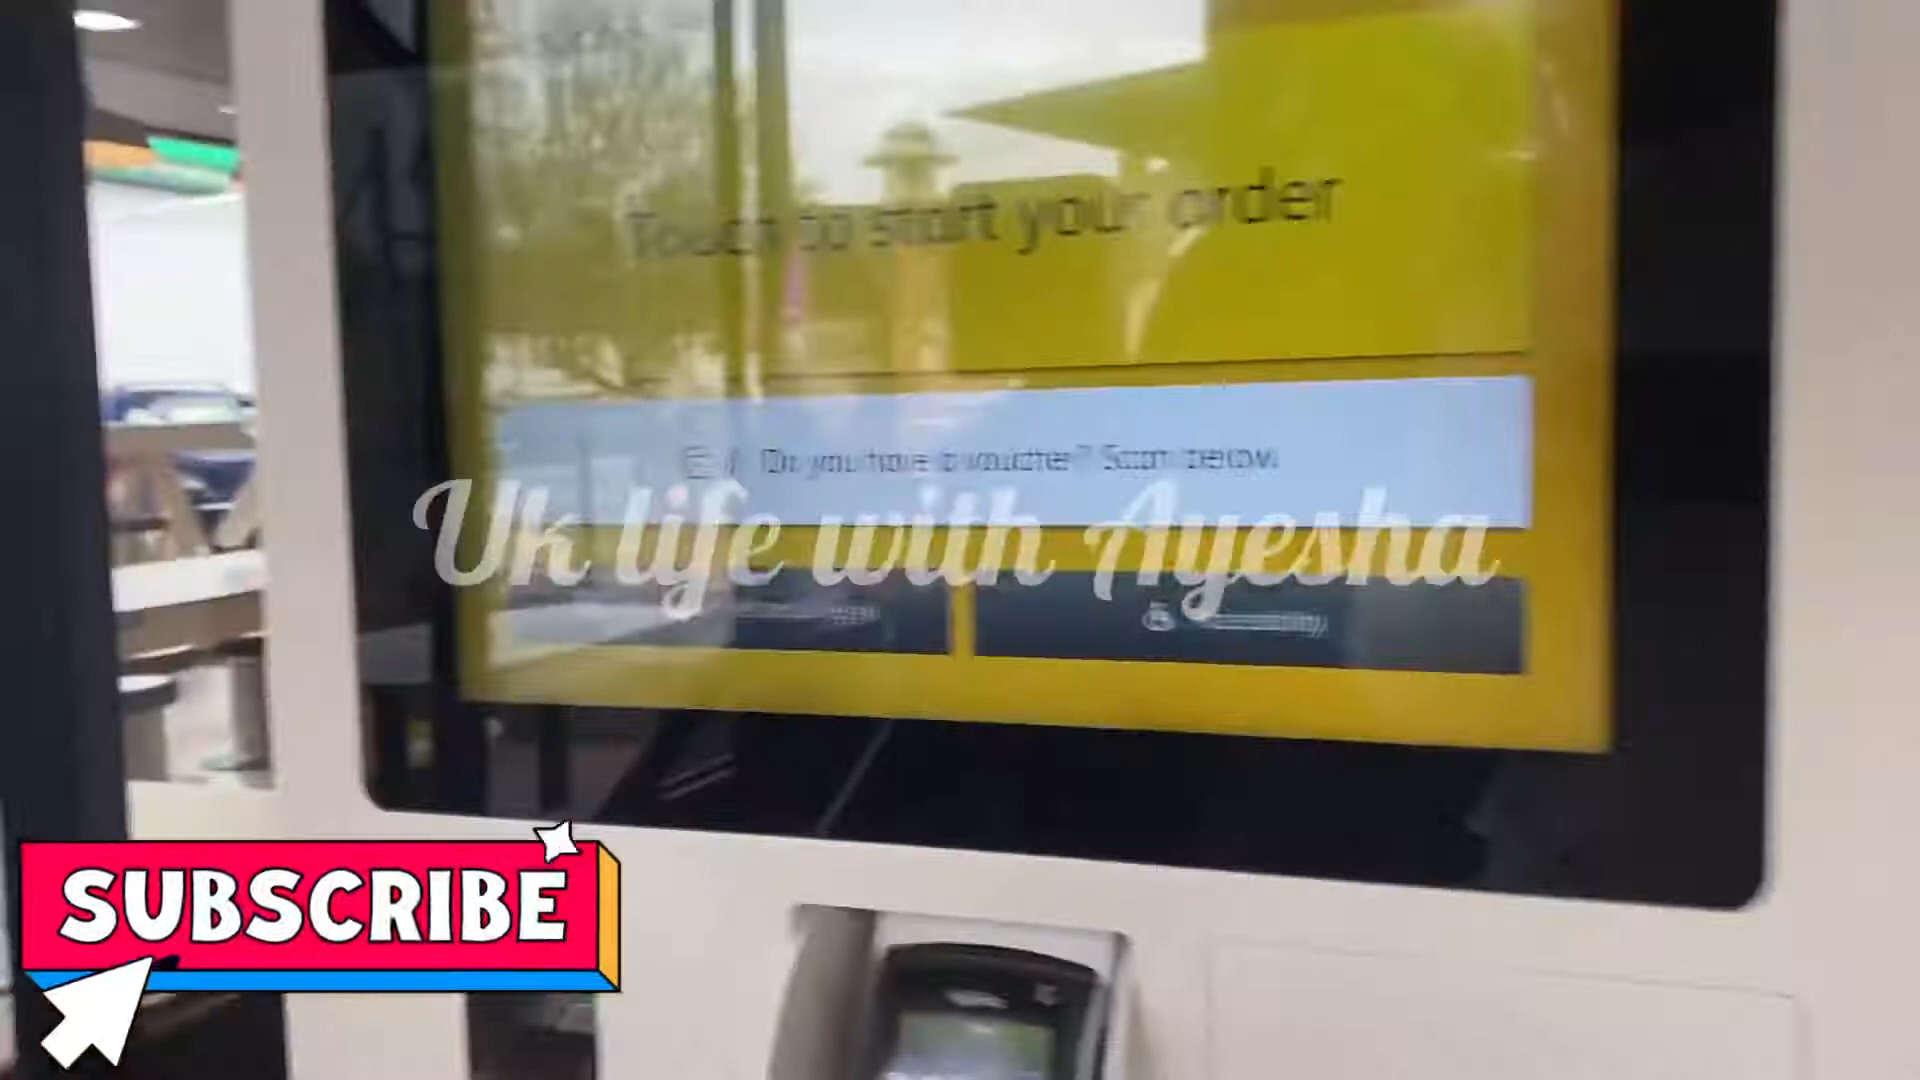 Touch to start your order
Do you have a voucher? Scan below.
Uk life with Ayesha
SUBSCRIBE